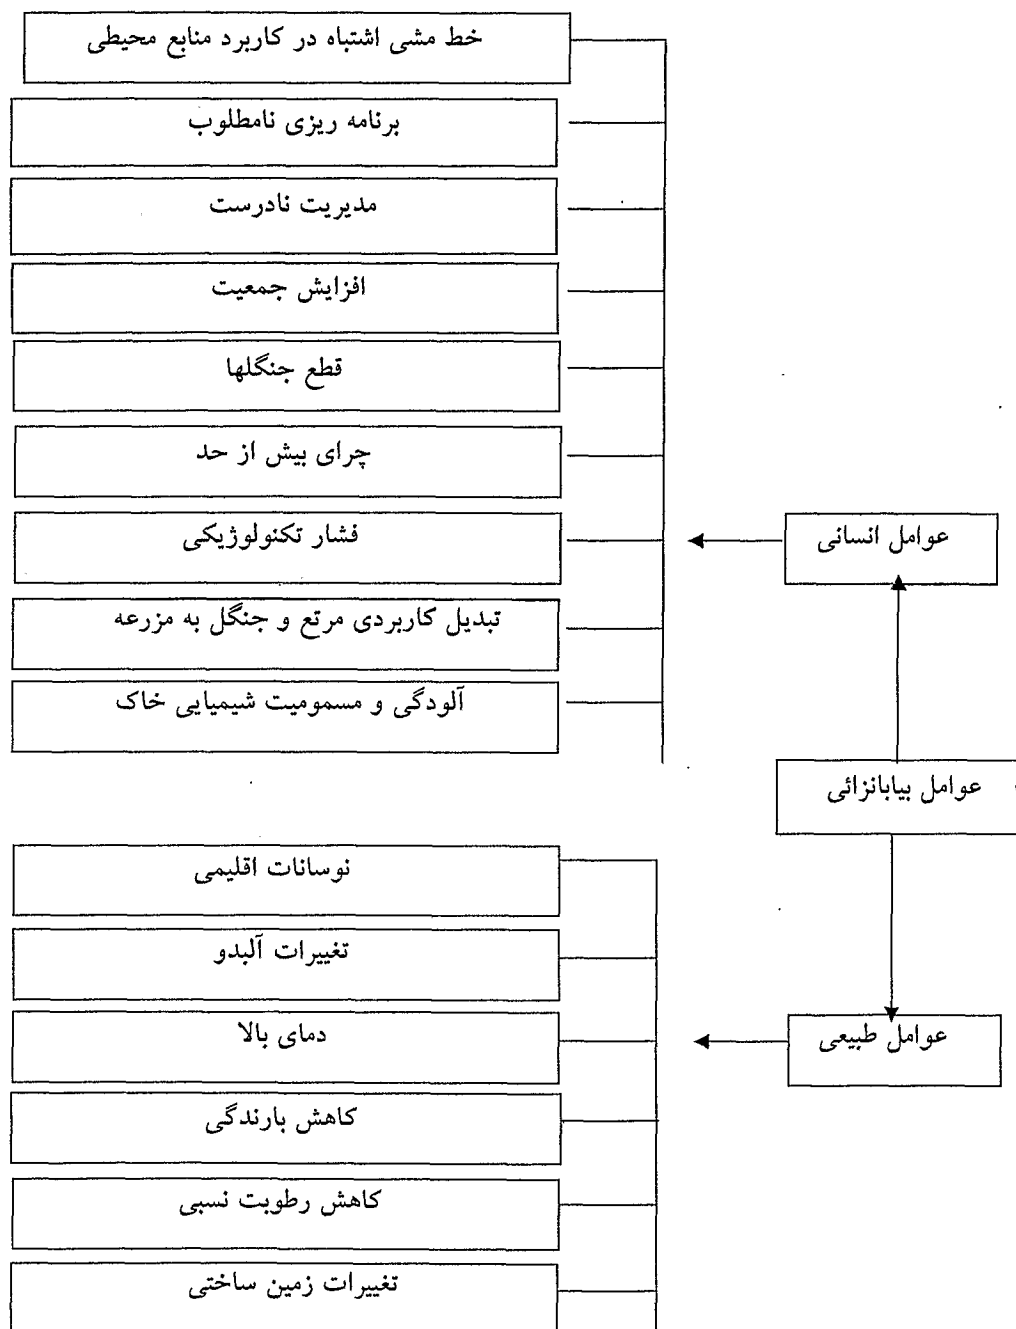 خط مشی اشتباه در کاربرد منابع محیطی
برنامه ریزی نامطلوب
مدیریت نادرست
افزایش جمعیت
قطع جنگلها
چرای بیش از حد
فشار تکنولوژیکی
عوامل انسانی
تبدیل کاربردی مرتع و جنگل به مزرعه
آلودگی و مسمومیت شیمیایی خاک
عوامل بیابانزائی
نوسانات اقلیمی
تغییرات آلبدو
دمای بالا
عوامل طبیعی
کاهش بارندگی
کاهش رطوبت نسبی
تغییرات زمین ساختی